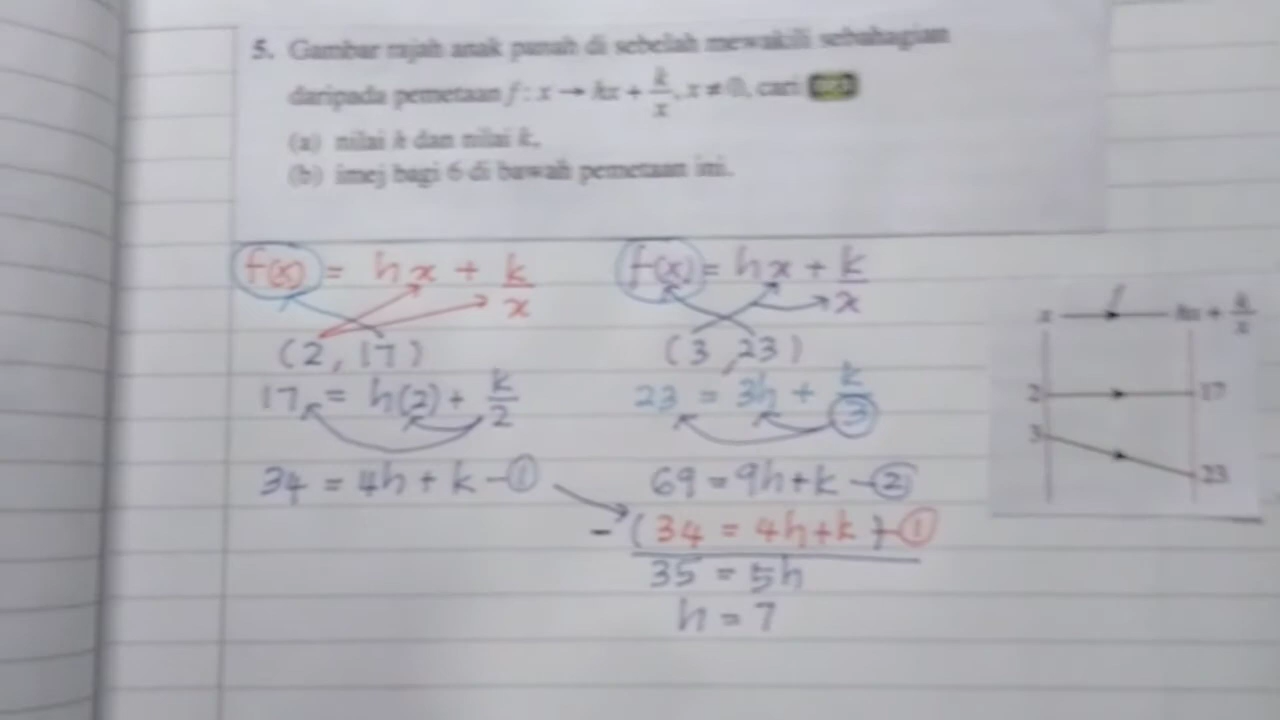 5. Gambar rajah anak panah di sebelah mewakili sebahagian
daripada pemetaan f : x → hx + k/x, x ≠ 0, cari
(a) nilai h dan nilai k,
(b) imej bagi 6 di bawah pemetaan ini.
f(x) = hx + k/x
(2, 17)
17 = h(2) + k/2
34 = 4h + k - ①
f(x) = hx + k/x
(3, 23)
23 = 3h + k/3
69 = 9h + k - ②
- (34 = 4h + k) - ①
35 = 5h
h = 7
x f hx + k/x
2 17
3
23